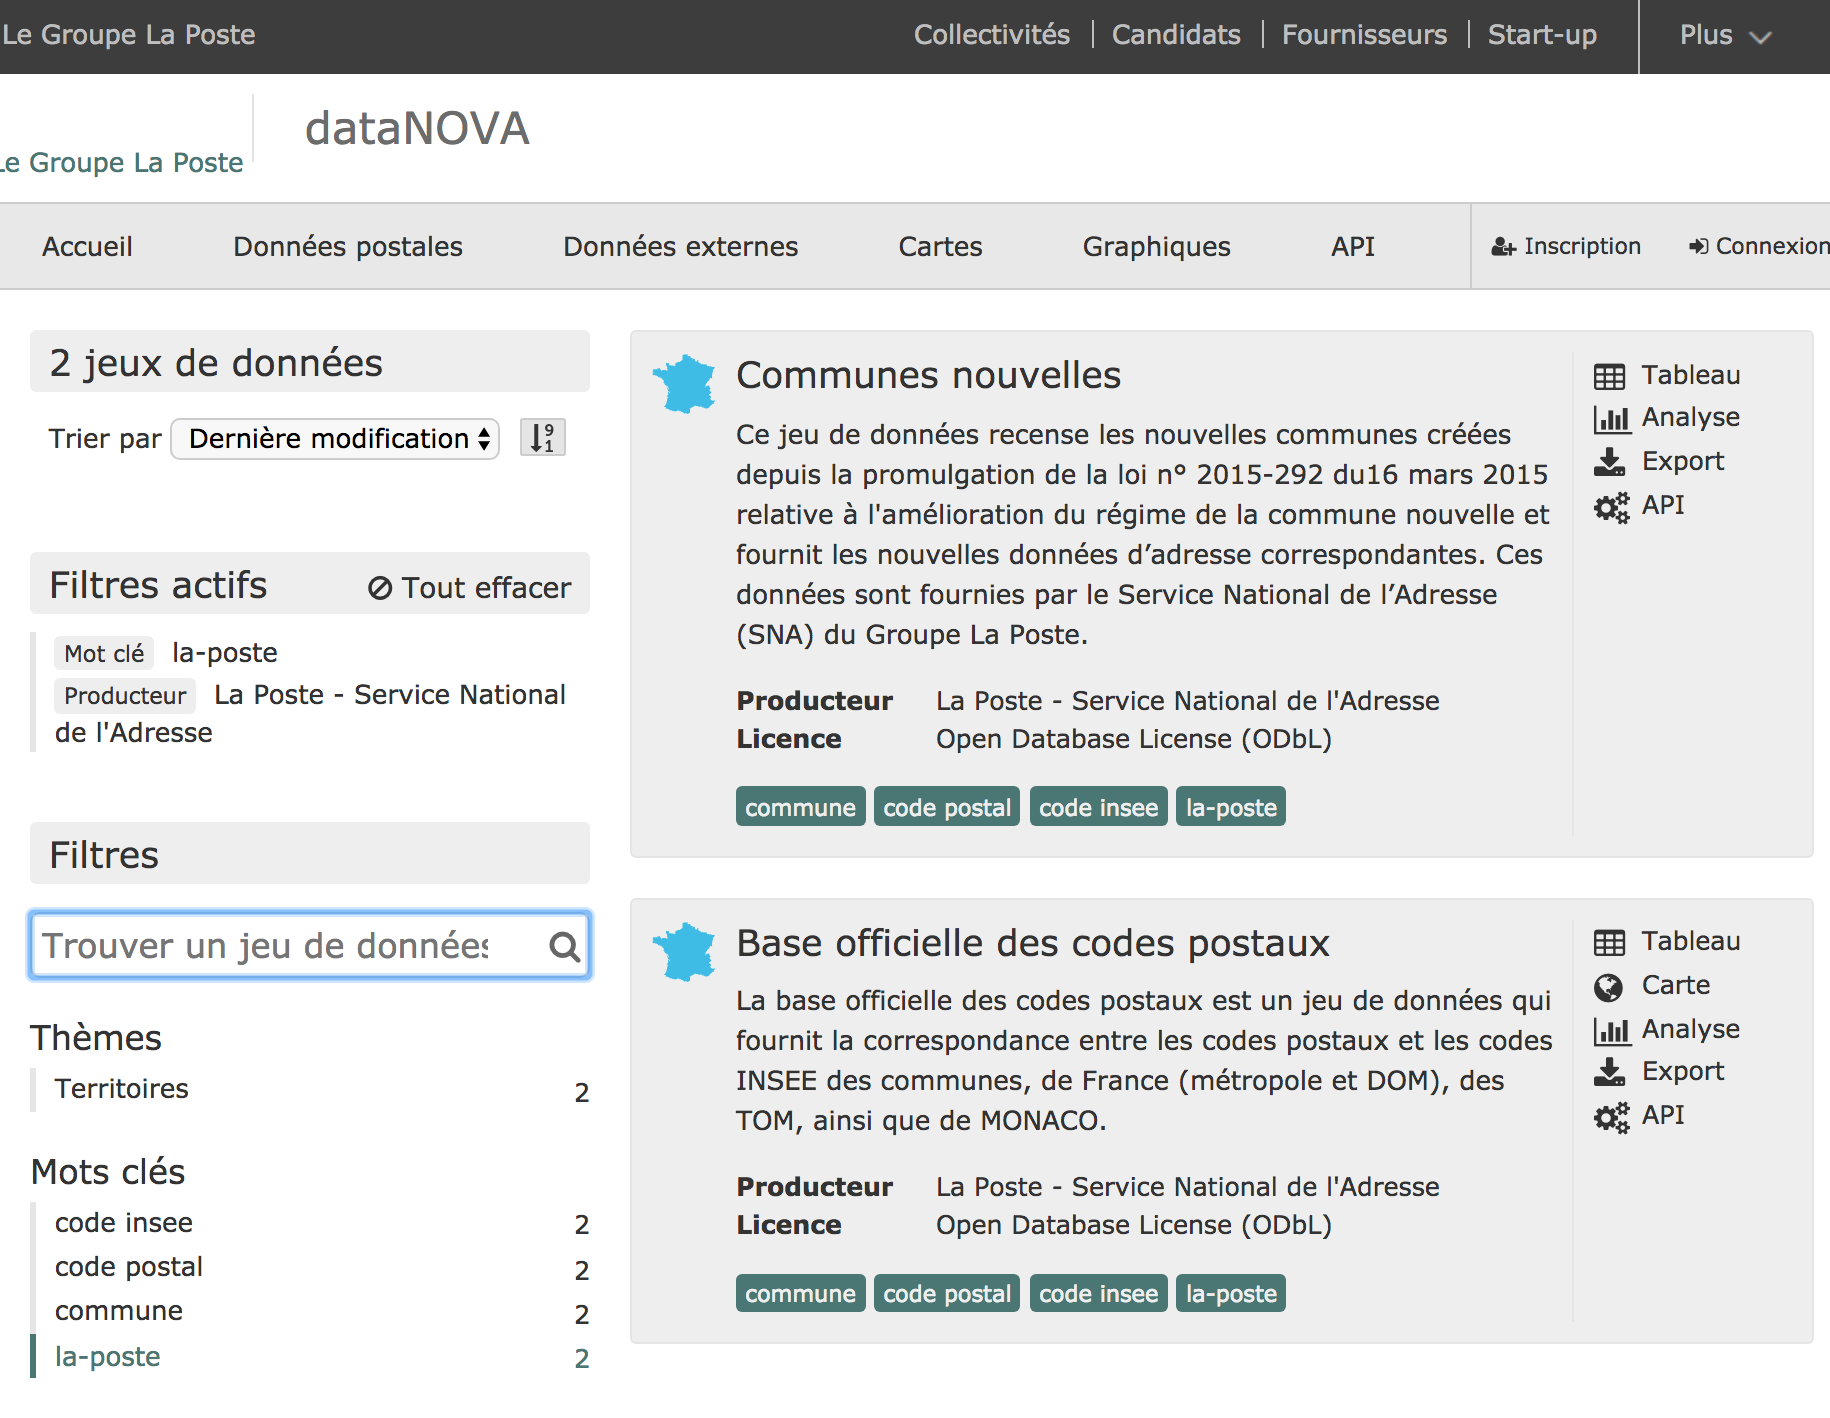 Le Groupe La Poste
Collectivités
Candidats
Fournisseurs
Start-up
Plus
Le Groupe La Poste
dataNOVA
Accueil
Données postales
Données externes
Cartes
Graphiques
API
Inscription
Connexion
2 jeux de données
Trier par
Dernière modification
9
1
Filtres actifs
Tout effacer
Mot clé la-poste
Producteur La Poste - Service National
de l'Adresse
Filtres
Trouver un jeu de données
Thèmes
Territoires 2
Mots clés
code insee 2
code postal 2
commune 2
la-poste 2
Communes nouvelles
Ce jeu de données recense les nouvelles communes créées
depuis la promulgation de la loi n° 2015-292 du16 mars 2015
relative à l'amélioration du régime de la commune nouvelle et
fournit les nouvelles données d’adresse correspondantes. Ces
données sont fournies par le Service National de l’Adresse
(SNA) du Groupe La Poste.
Producteur La Poste - Service National de l'Adresse
Licence Open Database License (ODbL)
commune code postal code insee la-poste
Tableau
Analyse
Export
API
Base officielle des codes postaux
La base officielle des codes postaux est un jeu de données qui
fournit la correspondance entre les codes postaux et les codes
INSEE des communes, de France (métropole et DOM), des
TOM, ainsi que de MONACO.
Producteur La Poste - Service National de l'Adresse
Licence Open Database License (ODbL)
commune code postal code insee la-poste
Tableau
Carte
Analyse
Export
API